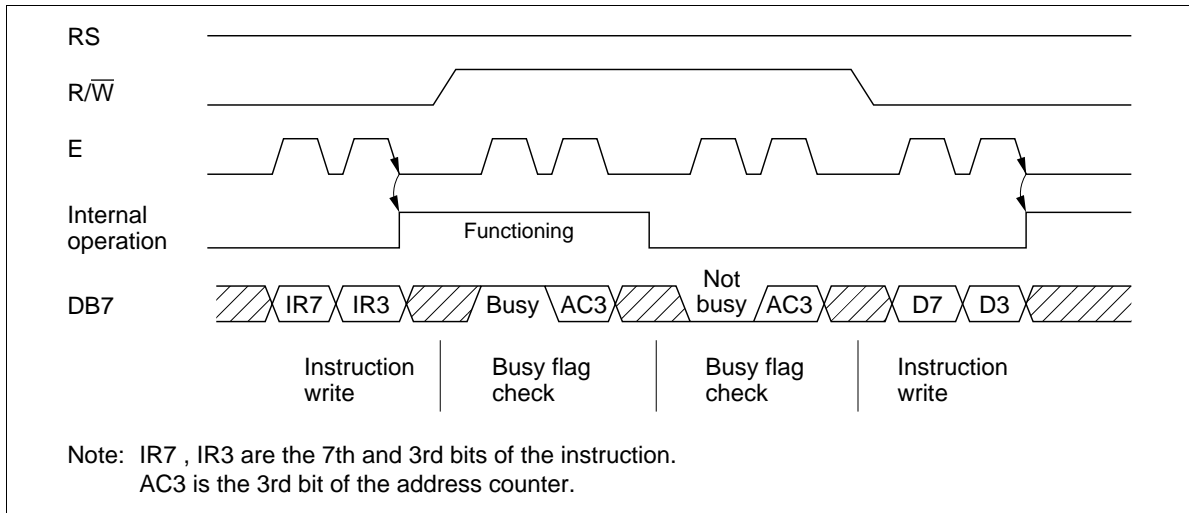 RS
R/W̅
E
Internal
operation
Functioning
DB7
IR7 IR3 Busy AC3 Not
busy AC3 D7 D3
Instruction
write
Busy flag
check
Busy flag
check
Instruction
write
Note: IR7 , IR3 are the 7th and 3rd bits of the instruction.
AC3 is the 3rd bit of the address counter.